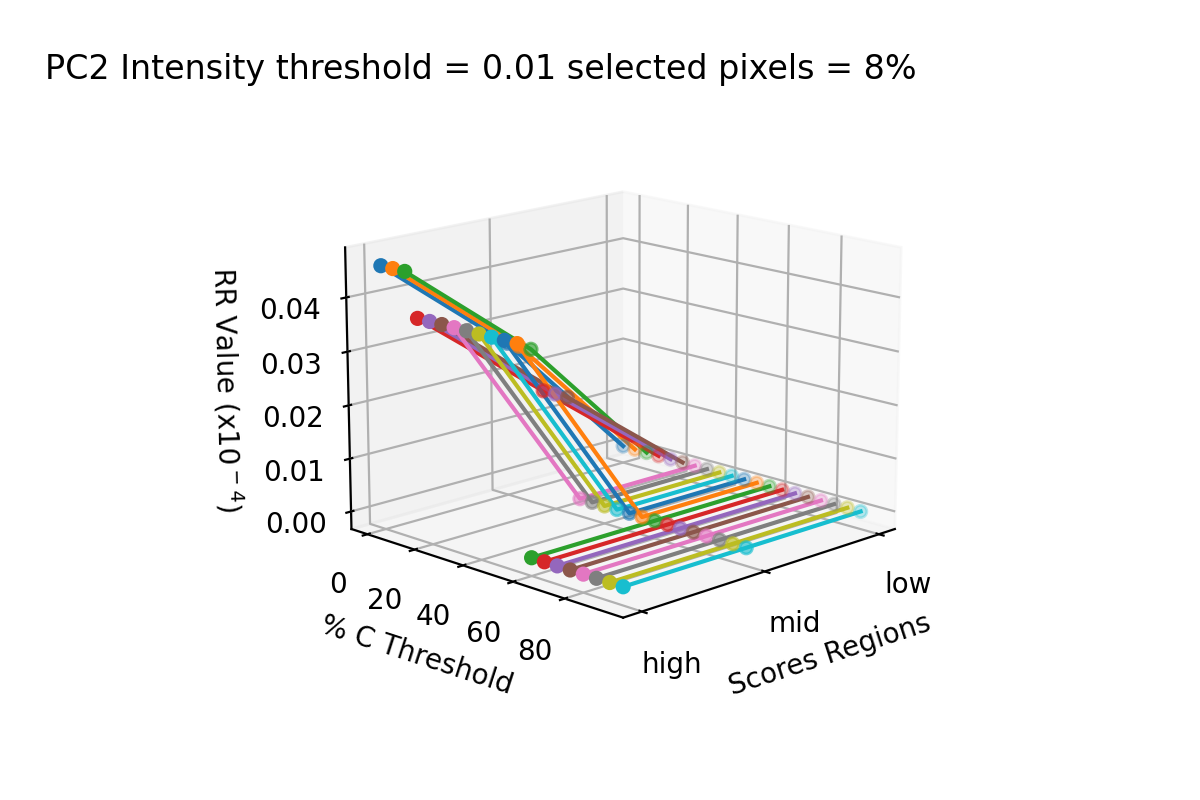 PC2 Intensity threshold = 0.01 selected pixels = 8%
RR Value (x10⁻⁴)
0.04
0.03
0.02
0.01
0.00
0
20
40
60
80
% C Threshold
high
mid
low
Scores Regions